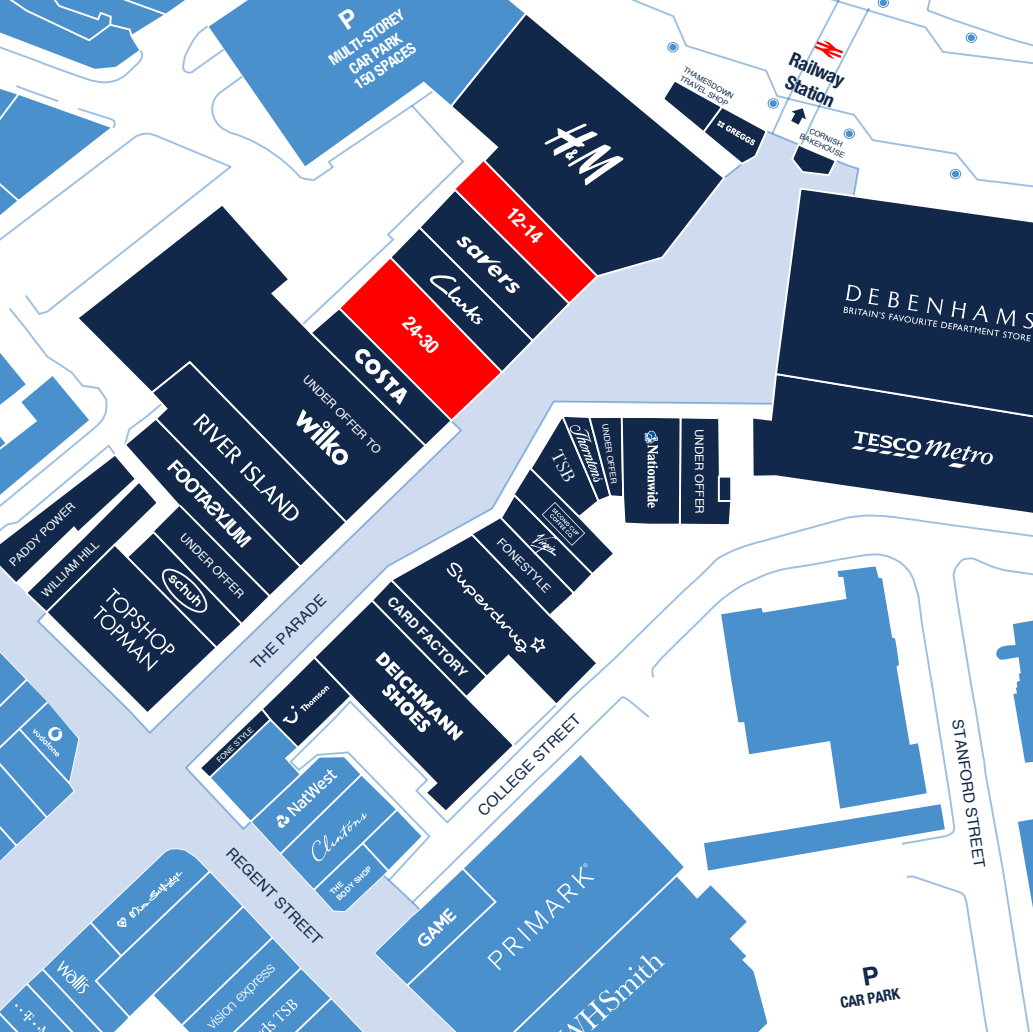 P
MULTI-STOREY
CAR PARK
150 SPACES
Railway
Station
THAMESDOWN
TRAVEL SHOP
GREGGS
CORNISH
BAKEHOUSE
H&M
12-14
savers
Clarks
24-30
COSTA
UNDER OFFER TO
wilko
RIVER ISLAND
FOOTASYLUM
UNDER OFFER
schuh
PADDY POWER
WILLIAM HILL
TOPSHOP
TOPMAN
THE PARADE
DEBENHAMS
BRITAIN'S FAVOURITE DEPARTMENT STORE
TESCO Metro
TSB
Thorntons
UNDER OFFER
Nationwide
UNDER OFFER
SECOND CUP
COFFEE CO.
Virgin
FONESTYLE
Superdrug
CARD FACTORY
DEICHMANN
SHOES
Thomson
FONE STYLE
vodafone
NatWest
Clintons
THE
BODY SHOP
COLLEGE STREET
STANFORD STREET
REGENT STREET
GAME
PRIMARK
WHSmith
Miss Selfridge
Wallis
T
vision express
ds TSB
P
CAR PARK